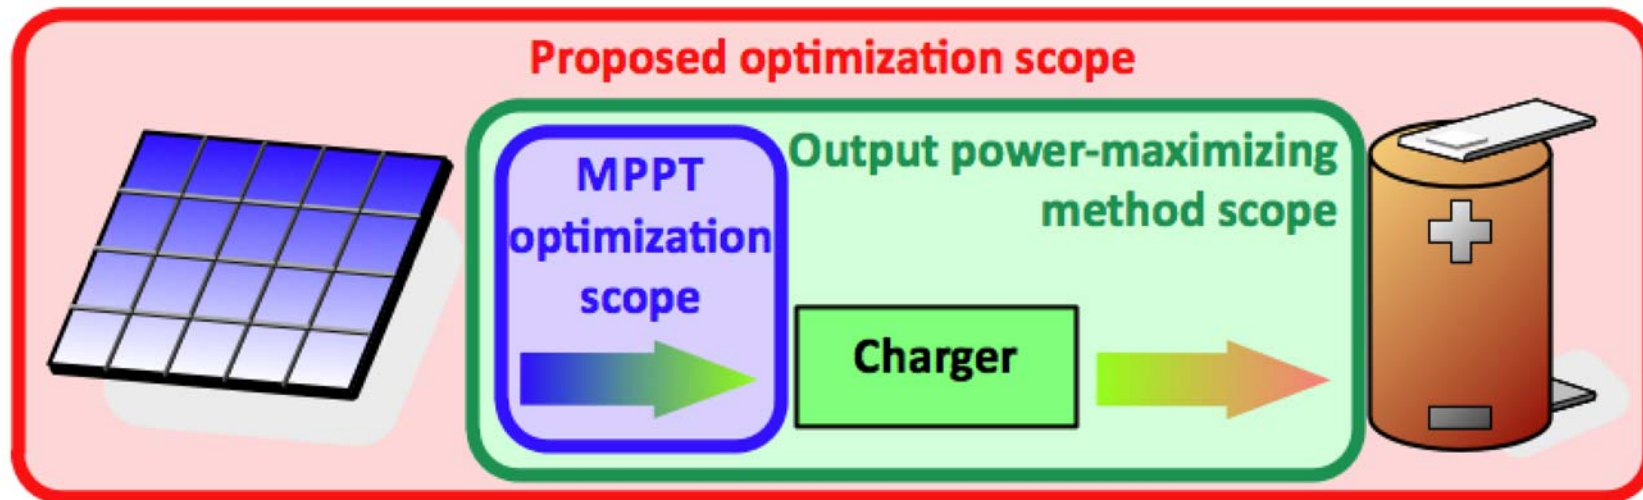 Proposed optimization scope
MPPT
optimization
scope
Output power-maximizing
method scope
Charger